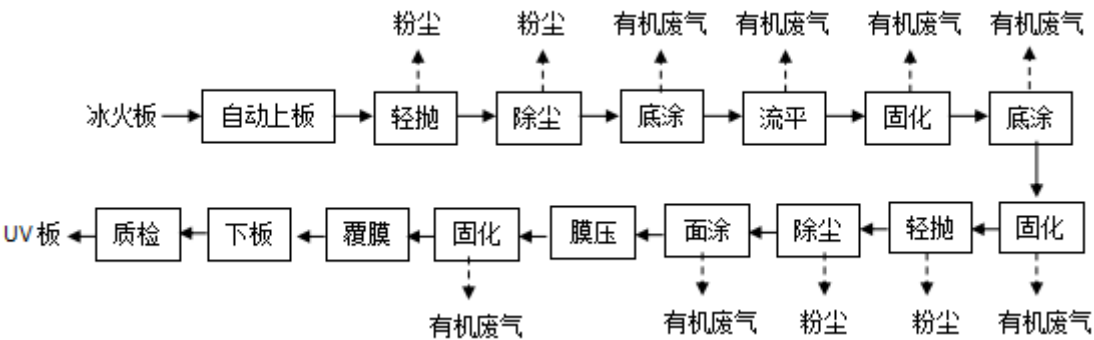 粉尘 粉尘 有机废气 有机废气 有机废气 有机废气
冰火板 自动上板 轻抛 除尘 底涂 流平 固化 底涂
UV板 质检 下板 覆膜 固化 膜压 面涂 除尘 轻抛 固化
有机废气 有机废气 粉尘 粉尘 有机废气